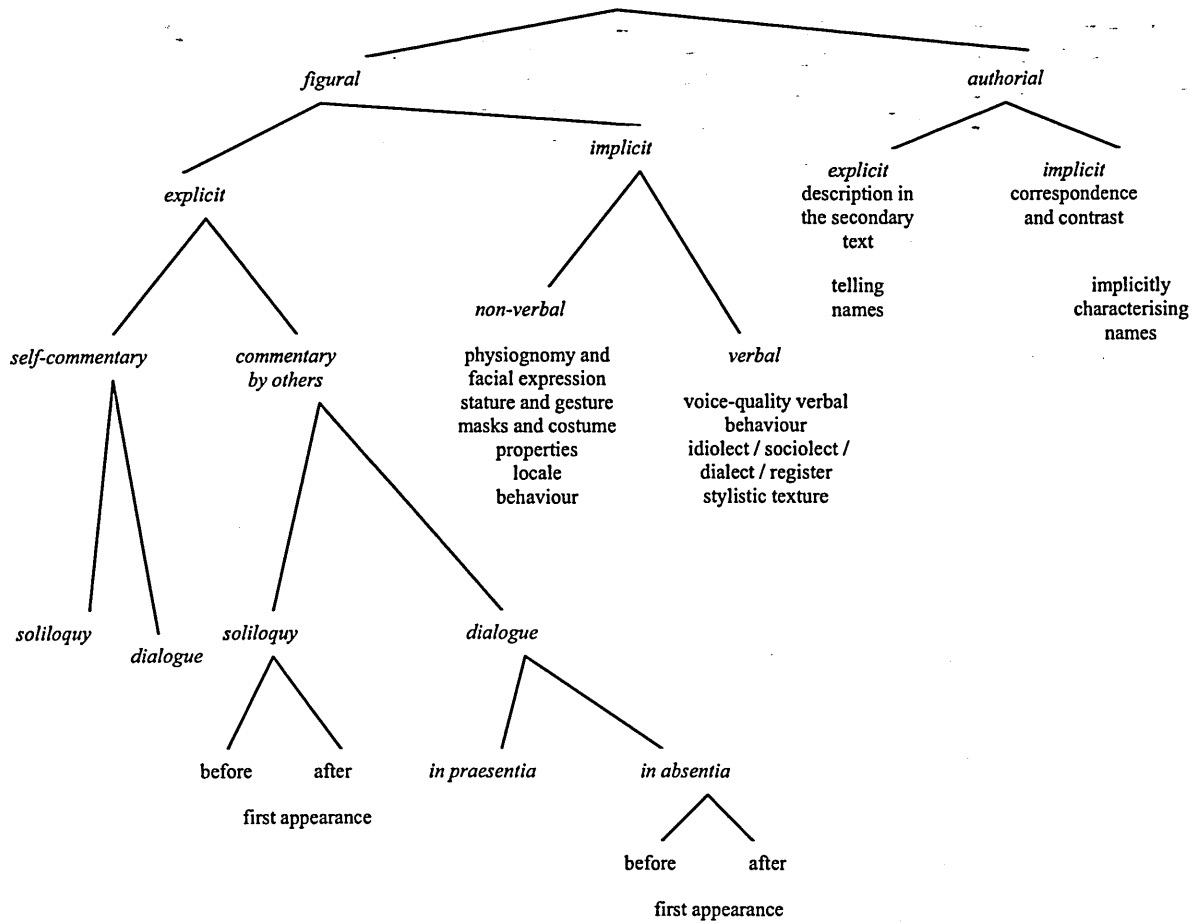 figural
authorial
explicit
implicit
explicit
description in
the secondary
text
telling
names
implicit
correspondence
and contrast
implicitly
characterising
names
self-commentary
commentary
by others
non-verbal
physiognomy and
facial expression
stature and gesture
masks and costume
properties
locale
behaviour
verbal
voice-quality verbal
behaviour
idiolect / sociolect /
dialect / register
stylistic texture
soliloquy
dialogue
soliloquy
dialogue
before
after
first appearance
in praesentia
in absentia
before
after
first appearance